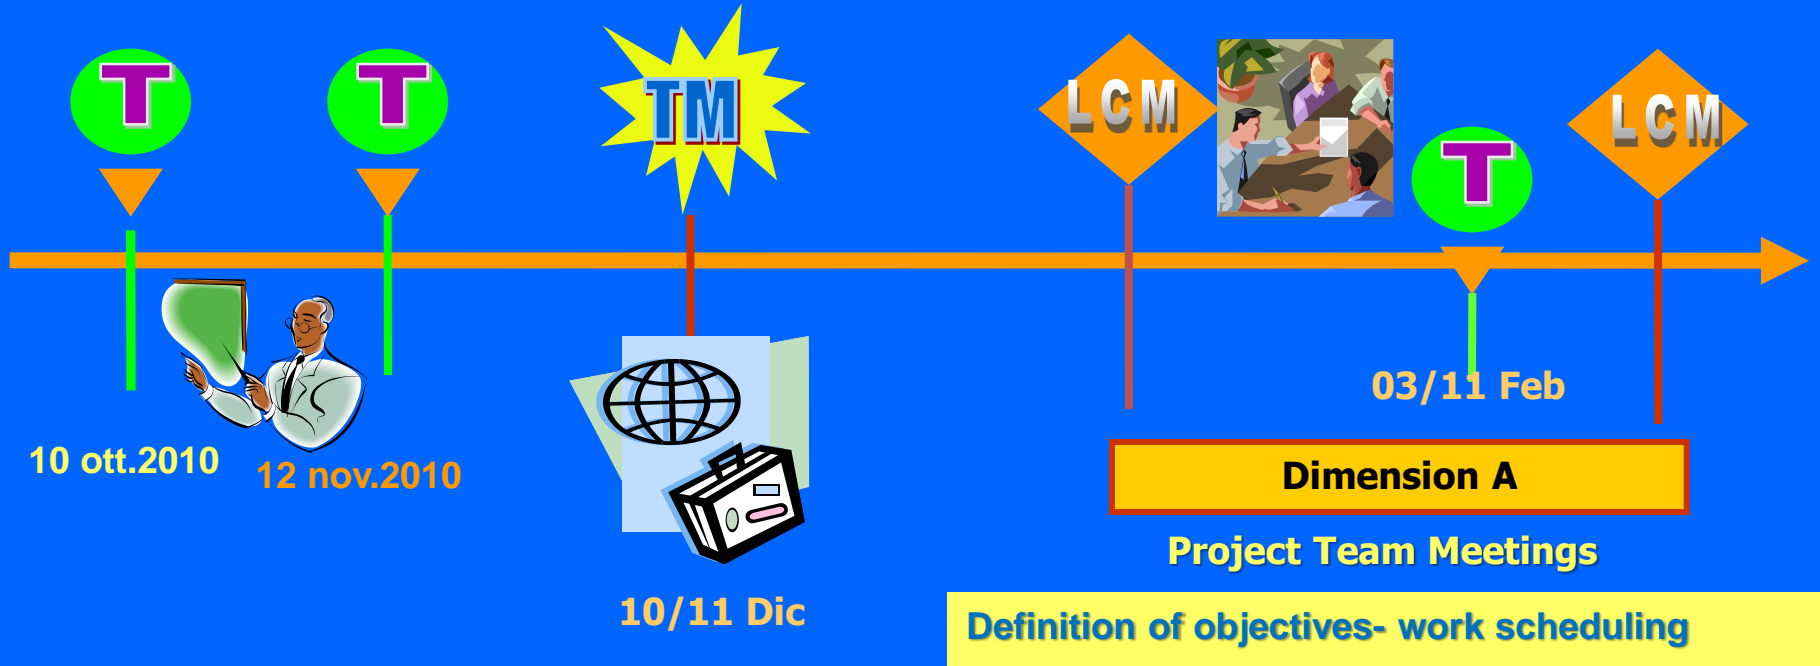 T
T
TM
LCM
T
LCM
10 ott.2010
12 nov.2010
10/11 Dic
03/11 Feb
Dimension A
Project Team Meetings
Definition of objectives- work scheduling